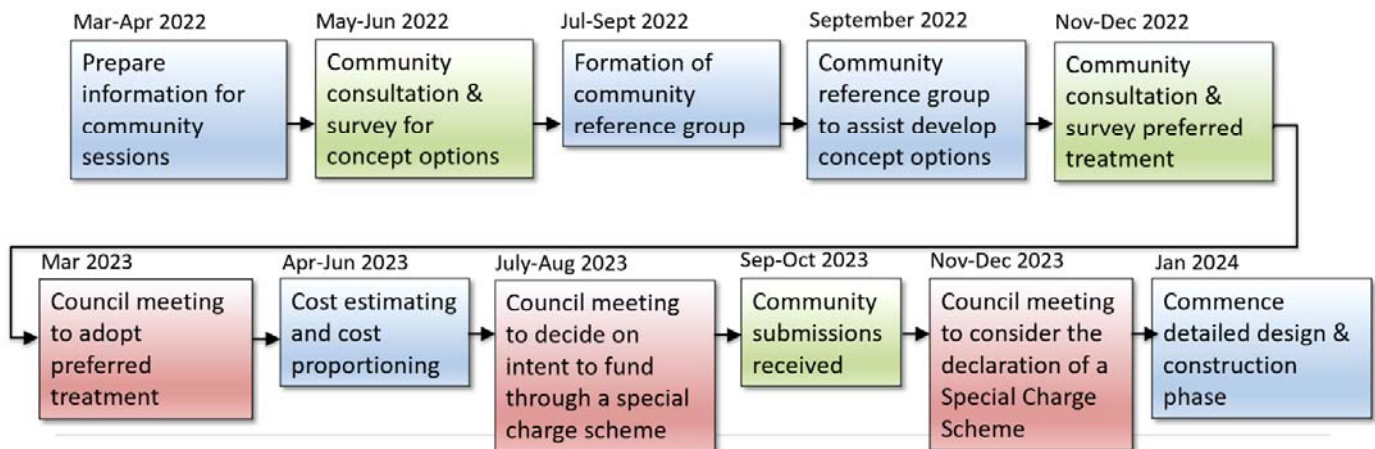 Mar-Apr 2022
Prepare
information for
community
sessions
May-Jun 2022
Community
consultation &
survey for
concept options
Jul-Sept 2022
Formation of
community
reference group
September 2022
Community
reference group
to assist develop
concept options
Nov-Dec 2022
Community
consultation &
survey preferred
treatment
Mar 2023
Council meeting
to adopt
preferred
treatment
Apr-Jun 2023
Cost estimating
and cost
proportioning
July-Aug 2023
Council meeting
to decide on
intent to fund
through a special
charge scheme
Sep-Oct 2023
Community
submissions
received
Nov-Dec 2023
Council meeting
to consider the
declaration of a
Special Charge
Scheme
Jan 2024
Commence
detailed design &
construction
phase